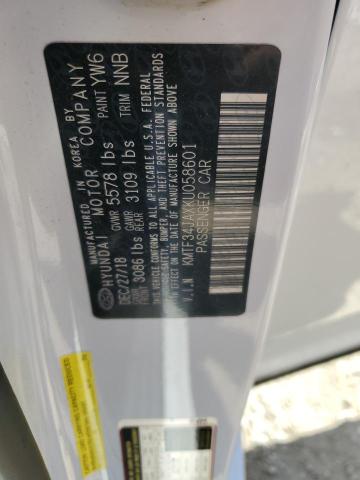 MANUFACTURED IN KOREA BY
HYUNDAI MOTOR COMPANY
DEC/27/18 GVWR 5578 lbs PAINT YW6
GAWR FRONT 3086 lbs GAWR REAR 3109 lbs TRIM NNB
THIS VEHICLE CONFORMS TO ALL APPLICABLE U.S.A. FEDERAL
MOTOR VEHICLE SAFETY, BUMPER, AND THEFT PREVENTION STANDARDS
IN EFFECT ON THE DATE OF MANUFACTURE SHOWN ABOVE.
V.I.N KMTF34JAXKU058601
PASSENGER CAR